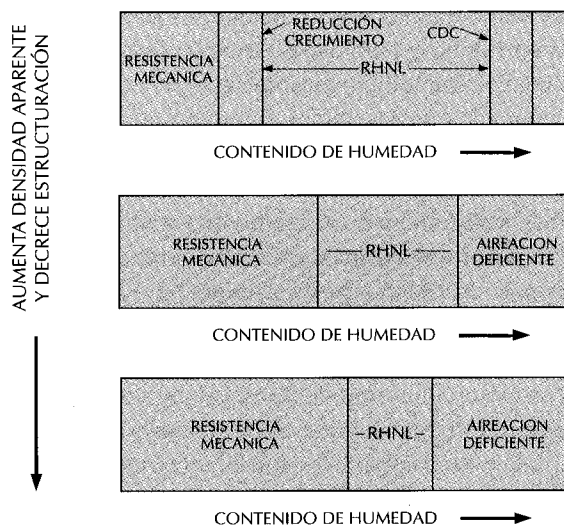 AUMENTA DENSIDAD APARENTE
Y DECRECE ESTRUCTURACIÓN
RESISTENCIA
MECANICA
REDUCCIÓN
CRECIMIENTO
CDC
RHNL
CONTENIDO DE HUMEDAD
RESISTENCIA
MECANICA
RHNL
AIREACION
DEFICIENTE
CONTENIDO DE HUMEDAD
RESISTENCIA
MECANICA
RHNL
AIREACION
DEFICIENTE
CONTENIDO DE HUMEDAD